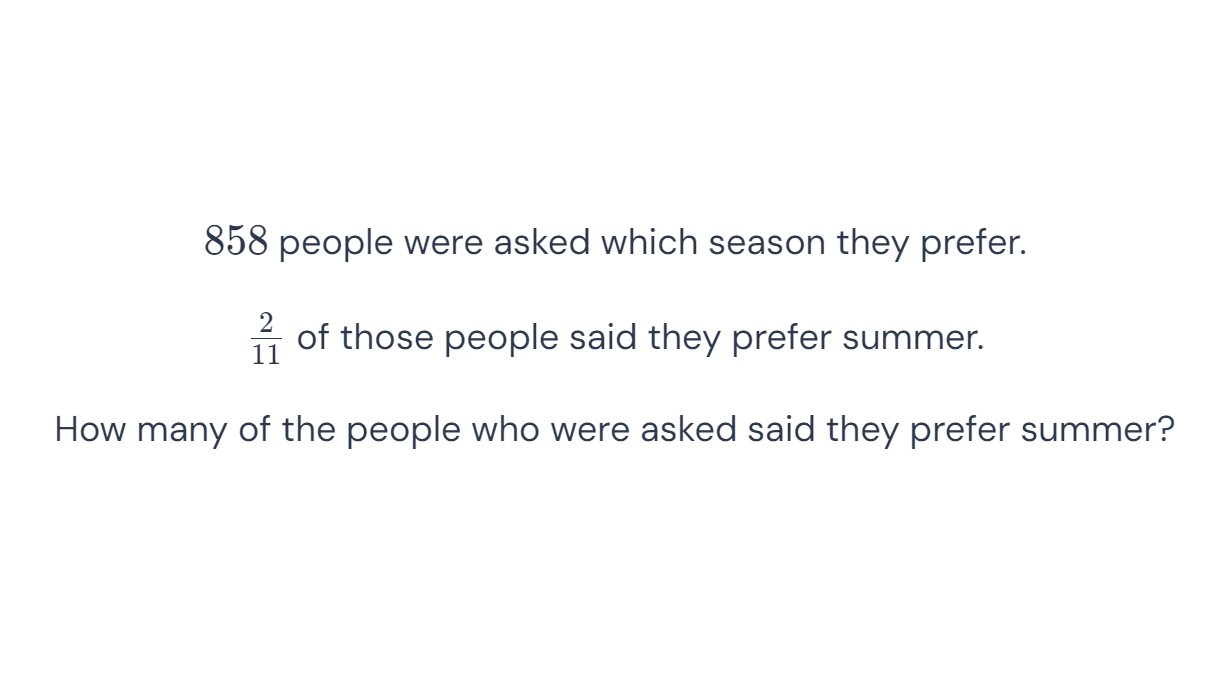 858 people were asked which season they prefer.
2/11 of those people said they prefer summer.
How many of the people who were asked said they prefer summer?